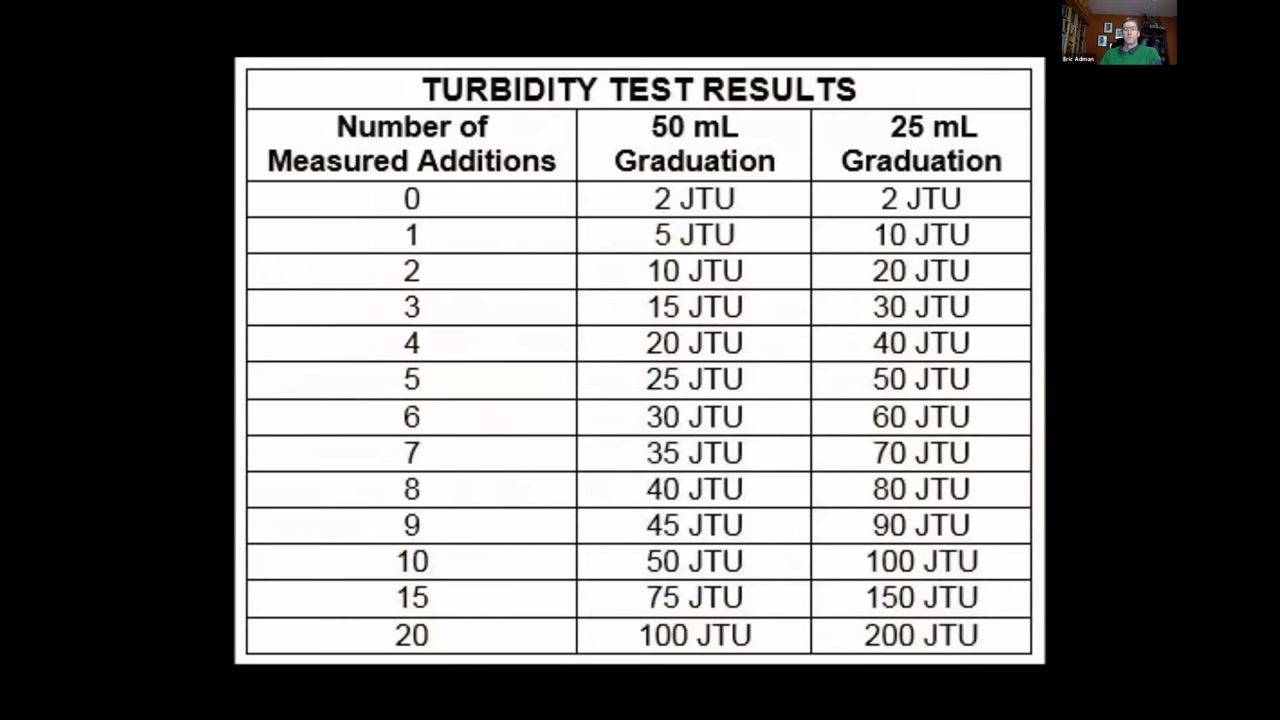 Eric Adman
TURBIDITY TEST RESULTS
Number of Measured Additions 50 mL Graduation 25 mL Graduation
0 2 JTU 2 JTU
1 5 JTU 10 JTU
2 10 JTU 20 JTU
3 15 JTU 30 JTU
4 20 JTU 40 JTU
5 25 JTU 50 JTU
6 30 JTU 60 JTU
7 35 JTU 70 JTU
8 40 JTU 80 JTU
9 45 JTU 90 JTU
10 50 JTU 100 JTU
15 75 JTU 150 JTU
20 100 JTU 200 JTU